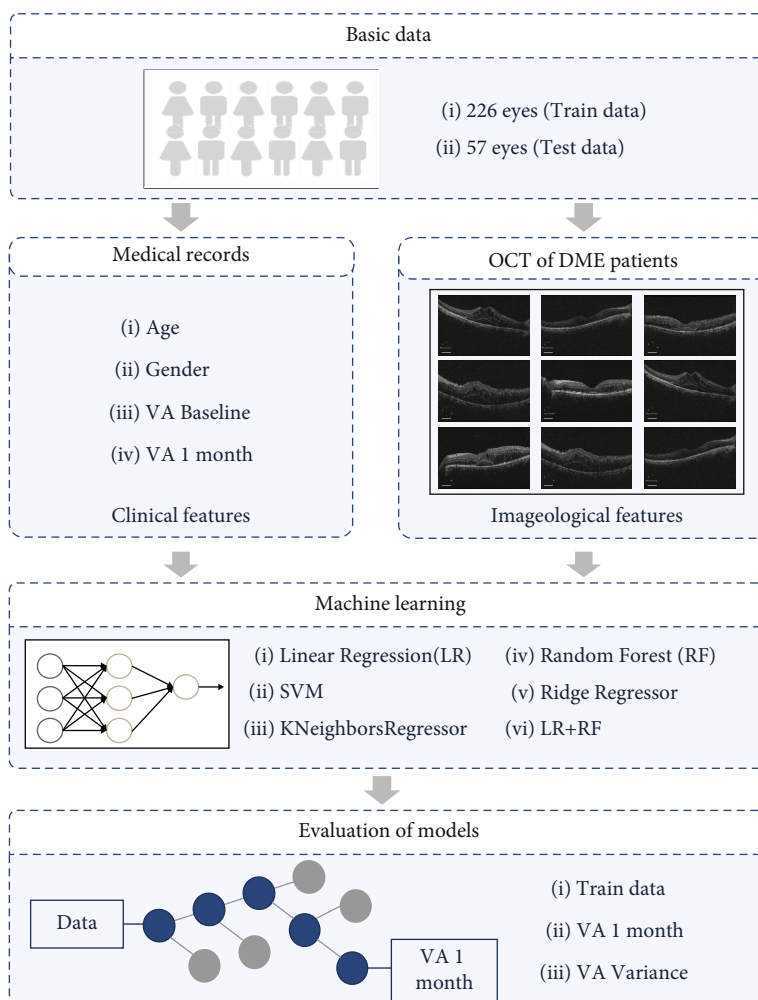 Basic data
(i) 226 eyes (Train data)
(ii) 57 eyes (Test data)
Medical records
(i) Age
(ii) Gender
(iii) VA Baseline
(iv) VA 1 month
Clinical features
OCT of DME patients
Imageological features
Machine learning
(i) Linear Regression(LR)
(ii) SVM
(iii) KNeighborsRegressor
(iv) Random Forest (RF)
(v) Ridge Regressor
(vi) LR+RF
Evaluation of models
Data
VA 1
month
(i) Train data
(ii) VA 1 month
(iii) VA Variance